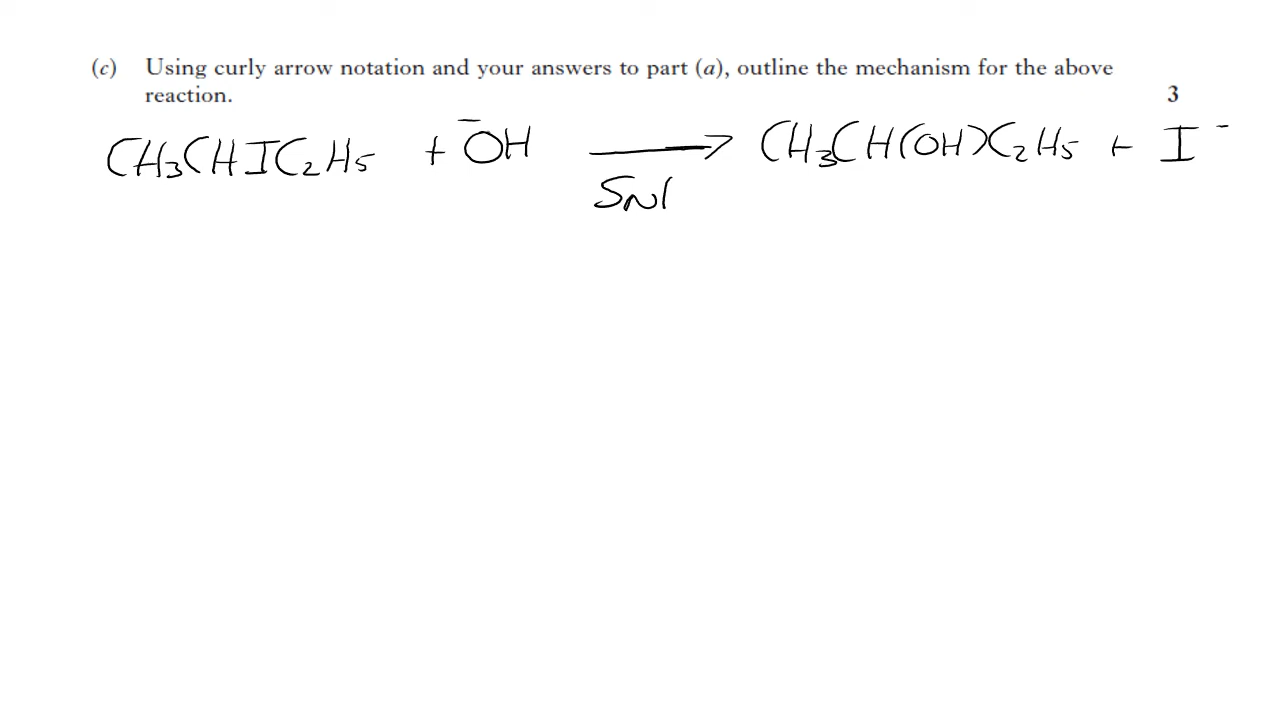 (c) Using curly arrow notation and your answers to part (a), outline the mechanism for the above
reaction. 3
CH₃CHIC₂H₅ + ⁻OH ⟶ CH₃CH(OH)C₂H₅ + I⁻
SN1